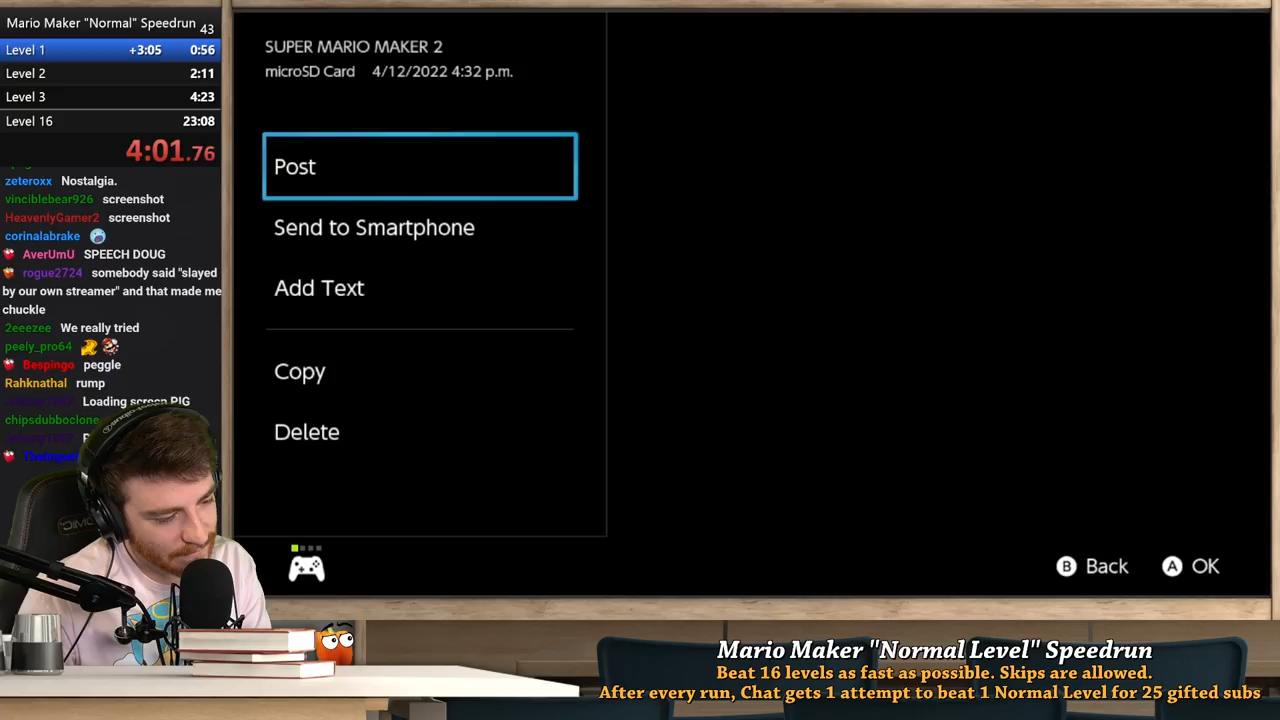 Mario Maker "Normal" Speedrun 43
Level 1 +3:05 0:56
Level 2 2:11
Level 3 4:23
Level 16 23:08
4:01.76
zeteroxx Nostalgia.
vinciblebear926 screenshot
HeavenlyGamer2 screenshot
corinalabrake
AverUmU SPEECH DOUG
rogue2724 somebody said "slayed
by our own streamer" and that made me
chuckle
2eeezee We really tried
peely_pro64
Bespingo peggle
Rahknathal rump
Loading screen PIG
chipsdubboclone
SUPER MARIO MAKER 2
microSD Card 4/12/2022 4:32 p.m.
Post
Send to Smartphone
Add Text
Copy
Delete
B Back A OK
Mario Maker "Normal Level" Speedrun
Beat 16 levels as fast as possible. Skips are allowed.
After every run, Chat gets 1 attempt to beat 1 Normal Level for 25 gifted subs